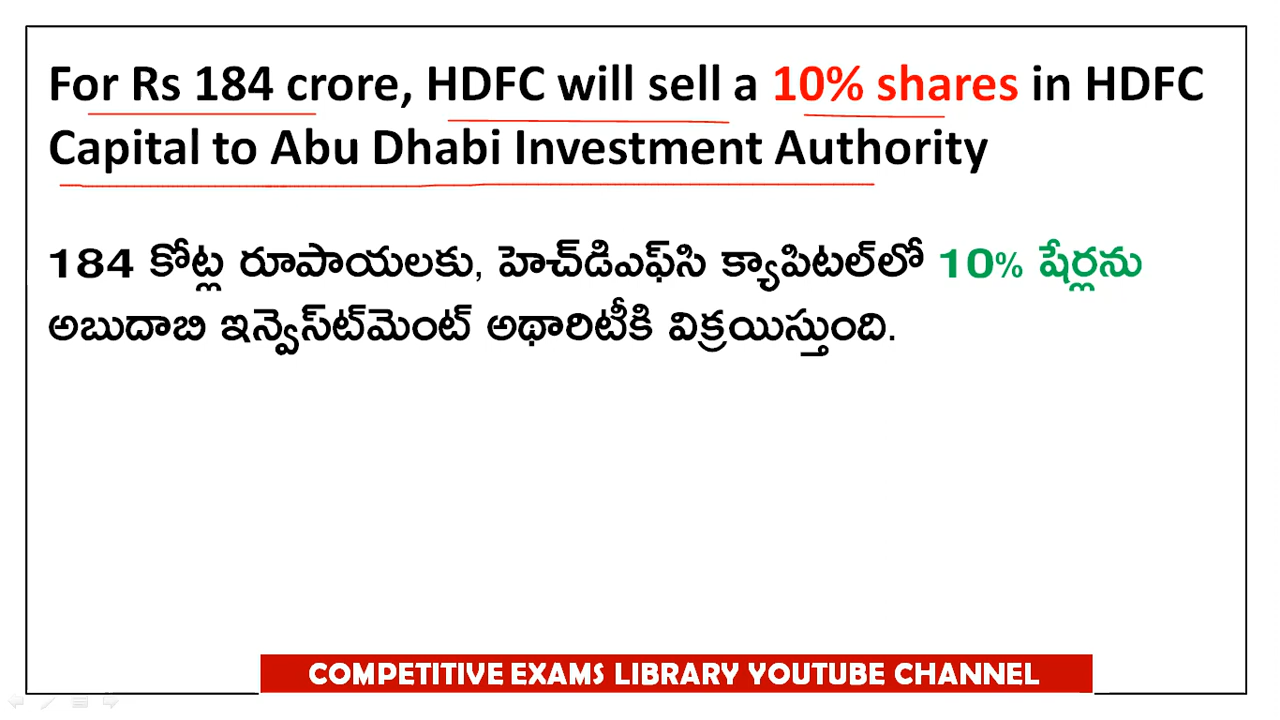 For Rs 184 crore, HDFC will sell a 10% shares in HDFC
Capital to Abu Dhabi Investment Authority
184 కోట్ల రూపాయలకు, హెచ్‌డిఎఫ్‌సి క్యాపిటల్‌లో 10% షేర్లను
అబుదాబి ఇన్వెస్ట్‌మెంట్ అథారిటీకి విక్రయిస్తుంది.
COMPETITIVE EXAMS LIBRARY YOUTUBE CHANNEL